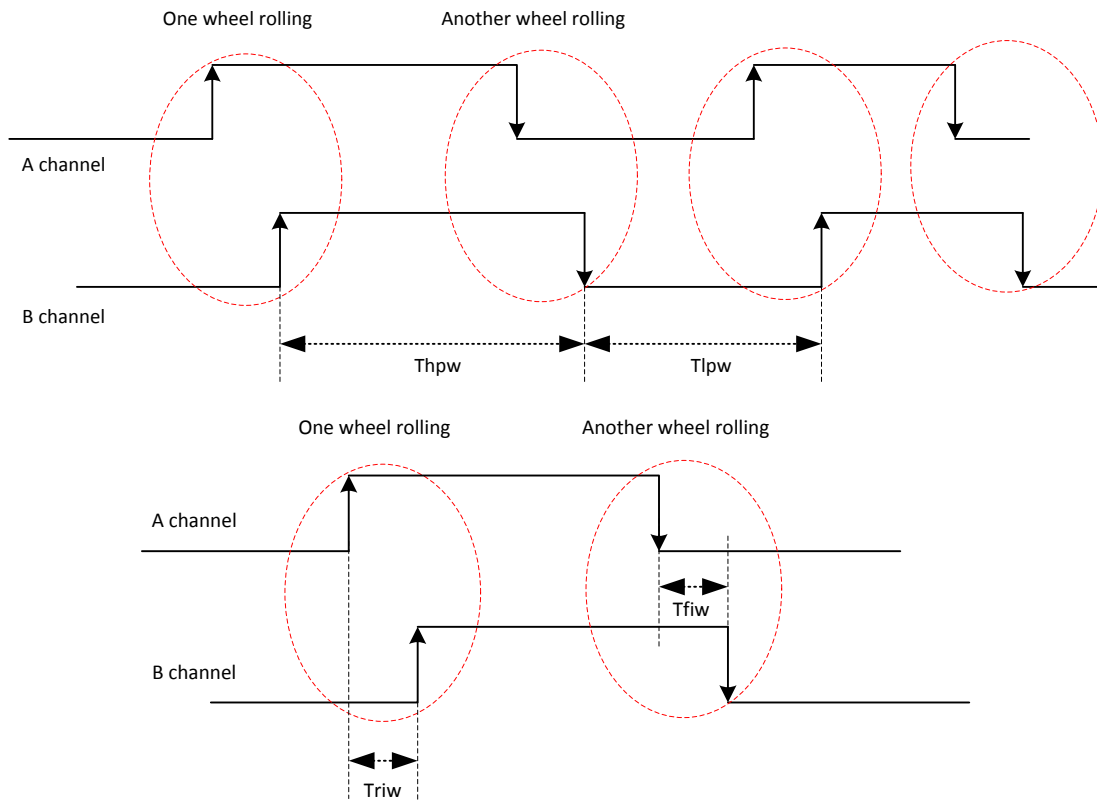 One wheel rolling
Another wheel rolling
A channel
B channel
Thpw
Tlpw
One wheel rolling
Another wheel rolling
A channel
Tfiw
B channel
Triw